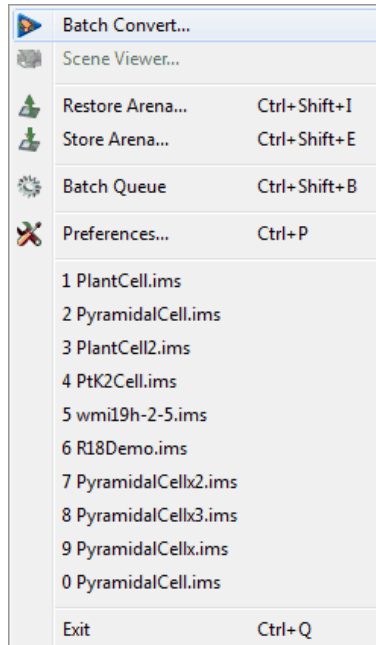 Batch Convert...
Scene Viewer...
Restore Arena... Ctrl+Shift+I
Store Arena... Ctrl+Shift+E
Batch Queue Ctrl+Shift+B
Preferences... Ctrl+P
1 PlantCell.ims
2 PyramidalCell.ims
3 PlantCell2.ims
4 PtK2Cell.ims
5 wmi19h-2-5.ims
6 R18Demo.ims
7 PyramidalCellx2.ims
8 PyramidalCellx3.ims
9 PyramidalCellx.ims
0 PyramidalCell.ims
Exit Ctrl+Q